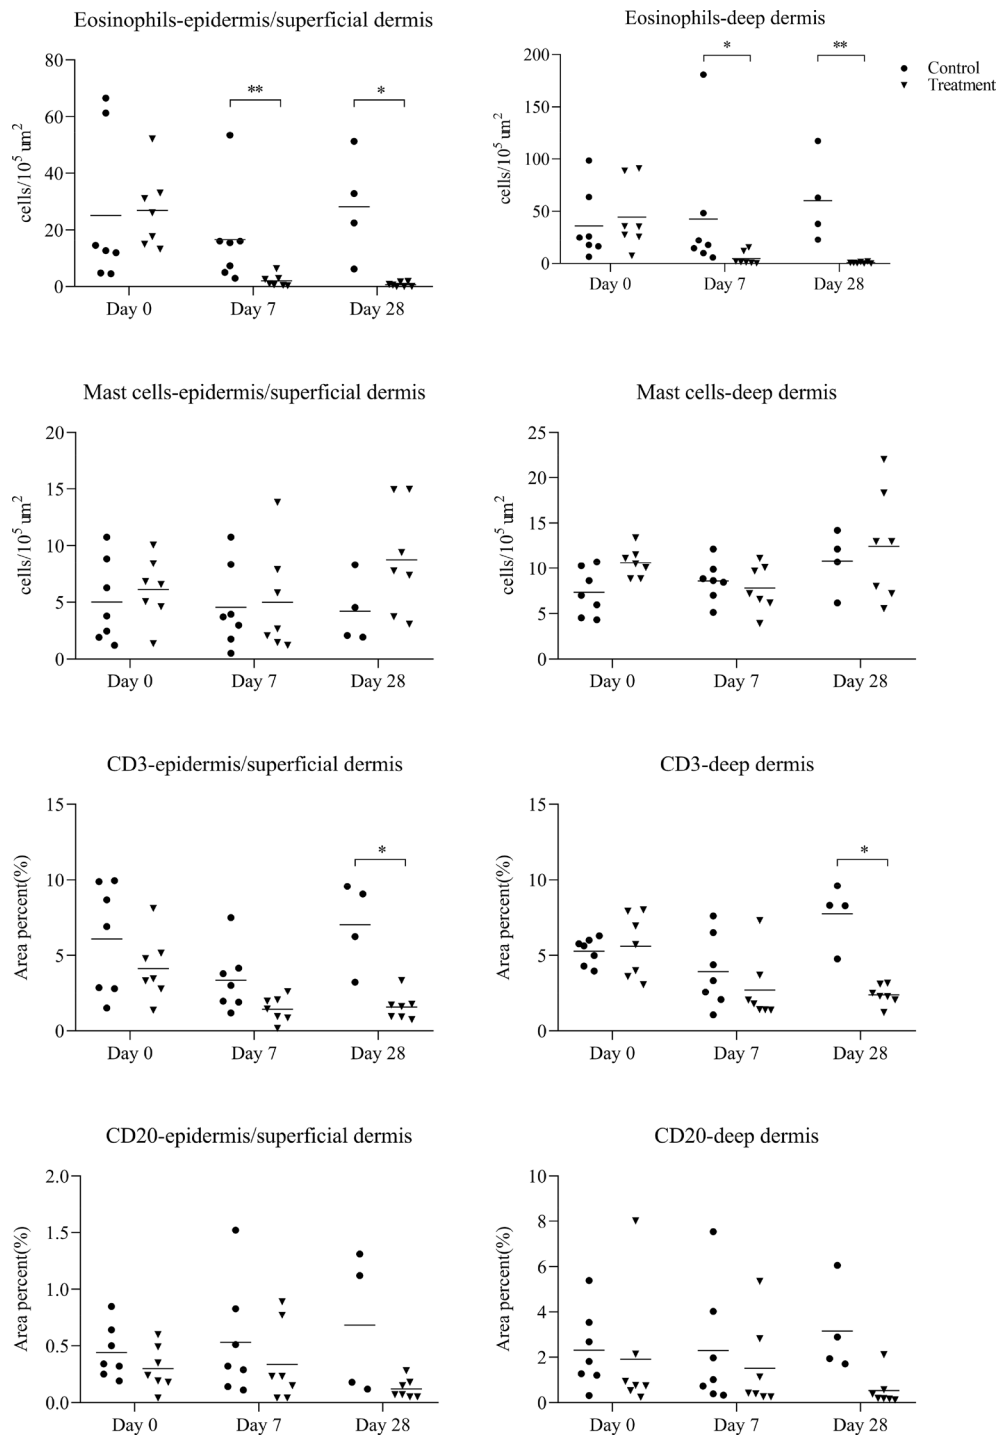 Eosinophils-epidermis/superficial dermis
80
60
40
20
0
cells/10⁵ um²
**
*
Day 0
Day 7
Day 28
Eosinophils-deep dermis
200
150
100
50
0
cells/10⁵ um²
*
**
Day 0
Day 7
Day 28
Control
Treatment
Mast cells-epidermis/superficial dermis
20
15
10
5
0
cells/10⁵ um²
Day 0
Day 7
Day 28
Mast cells-deep dermis
25
20
15
10
5
0
cells/10⁵ um²
Day 0
Day 7
Day 28
CD3-epidermis/superficial dermis
15
10
5
0
Area percent(%)
*
Day 0
Day 7
Day 28
CD3-deep dermis
15
10
5
0
Area percent(%)
*
Day 0
Day 7
Day 28
CD20-epidermis/superficial dermis
2.0
1.5
1.0
0.5
0.0
Area percent(%)
Day 0
Day 7
Day 28
CD20-deep dermis
10
8
6
4
2
0
Area percent(%)
Day 0
Day 7
Day 28